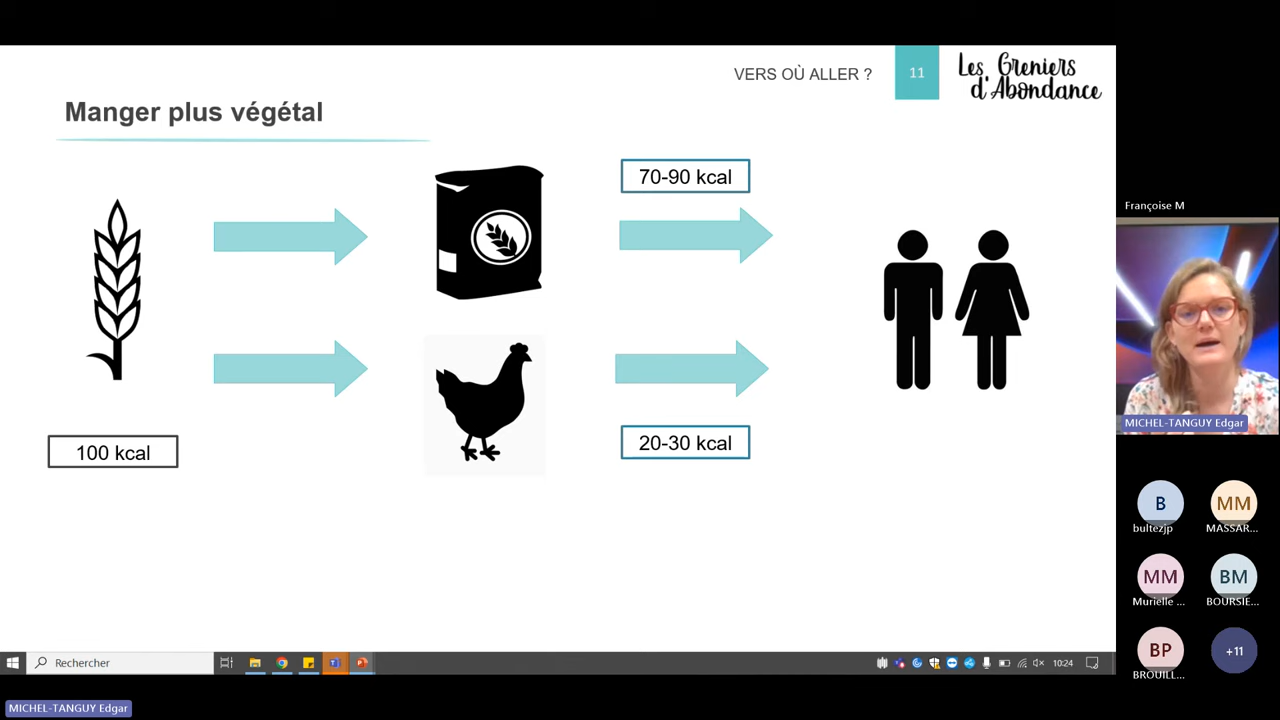 VERS OÙ ALLER ?
11
Les Greniers
d'Abondance
Manger plus végétal
70-90 kcal
100 kcal
20-30 kcal
Françoise M
MICHEL-TANGUY Edgar
B
bultezjp
MM
MASSAR...
MM
Murielle ...
BM
BOURSIE...
BP
BROUILL...
+11
Rechercher
10:24
MICHEL-TANGUY Edgar